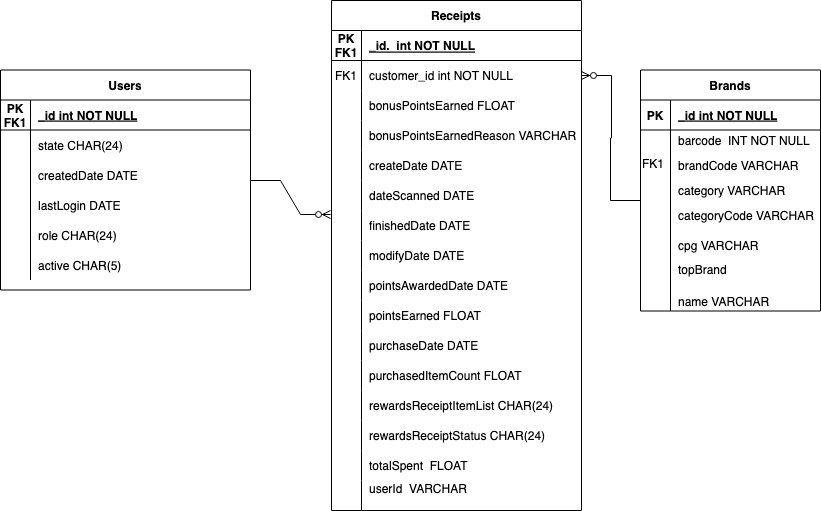 Users
PK
FK1
_id int NOT NULL
state CHAR(24)
createdDate DATE
lastLogin DATE
role CHAR(24)
active CHAR(5)
Receipts
PK
FK1
_id. int NOT NULL
FK1 customer_id int NOT NULL
bonusPointsEarned FLOAT
bonusPointsEarnedReason VARCHAR
createDate DATE
dateScanned DATE
finishedDate DATE
modifyDate DATE
pointsAwardedDate DATE
pointsEarned FLOAT
purchaseDate DATE
purchasedItemCount FLOAT
rewardsReceiptItemList CHAR(24)
rewardsReceiptStatus CHAR(24)
totalSpent FLOAT
userId VARCHAR
Brands
PK _id int NOT NULL
barcode INT NOT NULL
FK1 brandCode VARCHAR
category VARCHAR
categoryCode VARCHAR
cpg VARCHAR
topBrand
name VARCHAR